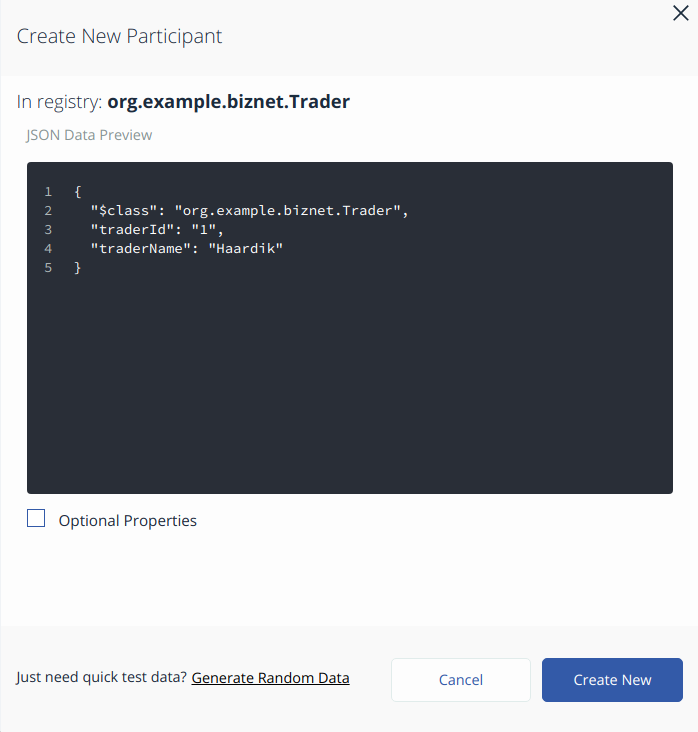 Create New Participant
In registry: org.example.biznet.Trader
JSON Data Preview
1 {
2 "$class": "org.example.biznet.Trader",
3 "traderId": "1",
4 "traderName": "Haardik"
5 }
Optional Properties
Just need quick test data? Generate Random Data
Cancel
Create New